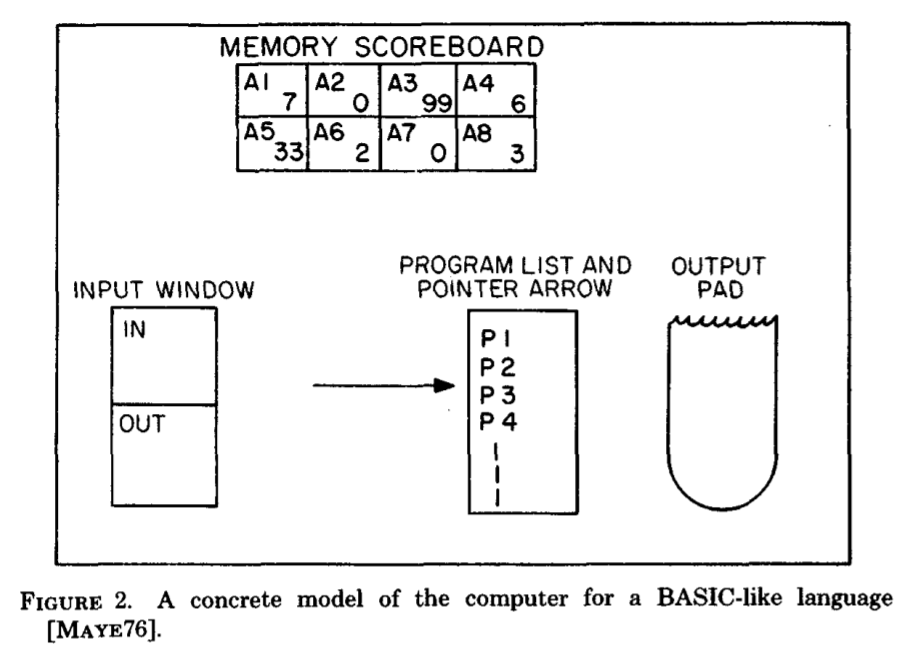 MEMORY SCOREBOARD
A1 7 A2 0 A3 99 A4 6
A5 33 A6 2 A7 0 A8 3
INPUT WINDOW
IN
OUT
PROGRAM LIST AND
POINTER ARROW
P1
P2
P3
P4
OUTPUT
PAD
FIGURE 2. A concrete model of the computer for a BASIC-like language
[MAYE76].